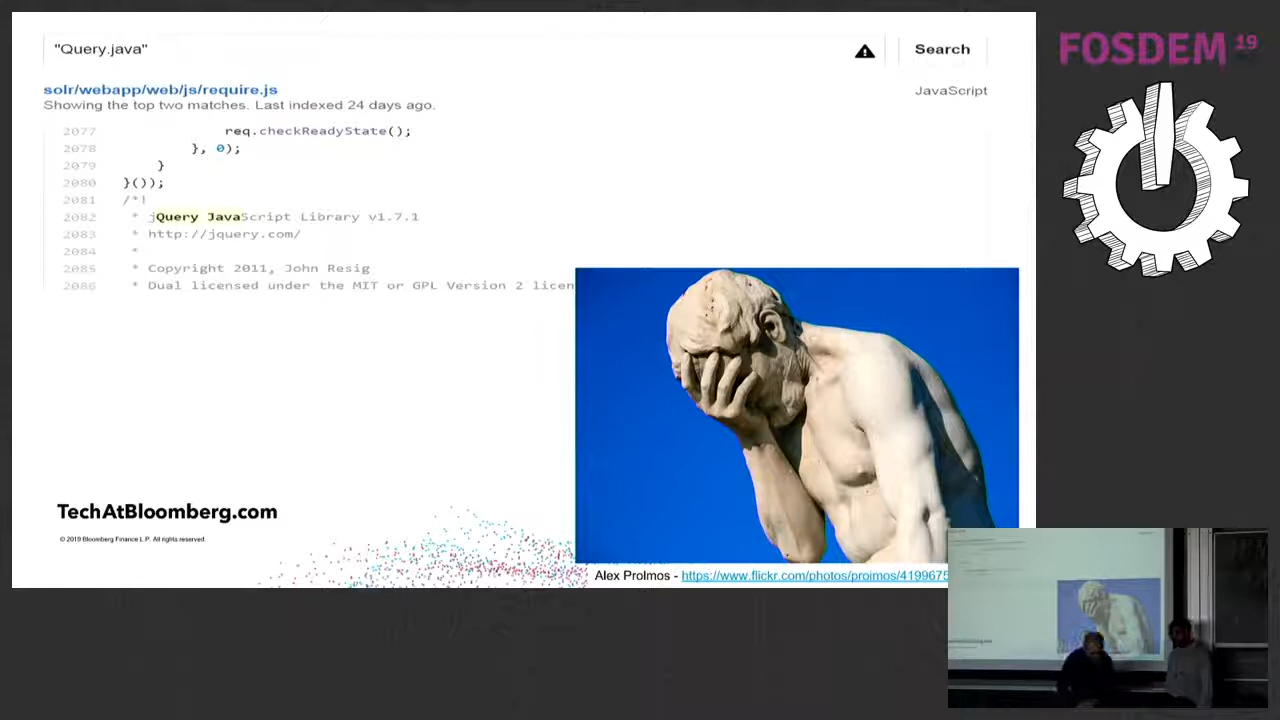 "Query.java"
Search
FOSDEM 19
solr/webapp/web/js/require.js
JavaScript
Showing the top two matches. Last indexed 24 days ago.
2077 req.checkReadyState();
2078 }, 0);
2079 }
2080 }());
2081 /*!
2082 * jQuery JavaScript Library v1.7.1
2083 * http://jquery.com/
2084 *
2085 * Copyright 2011, John Resig
2086 * Dual licensed under the MIT or GPL Version 2 licen
TechAtBloomberg.com
© 2019 Bloomberg Finance L.P. All rights reserved.
Alex Proimos - https://www.flickr.com/photos/proimos/4199675